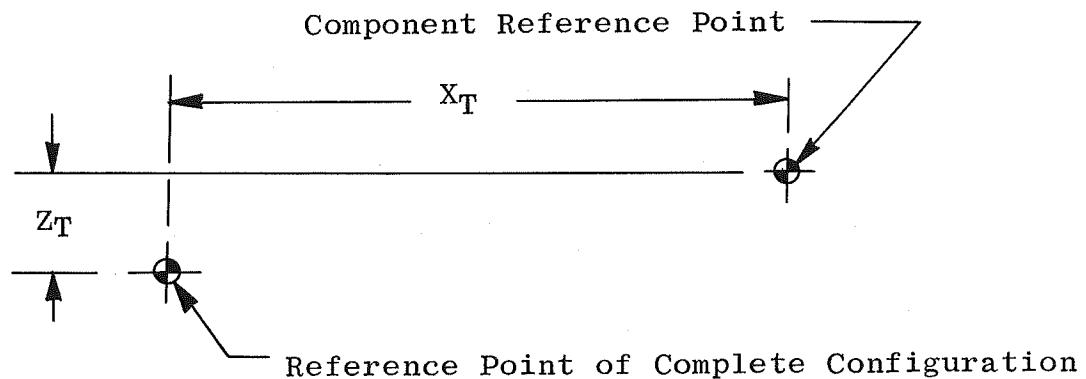 Component Reference Point
XT
ZT
Reference Point of Complete Configuration